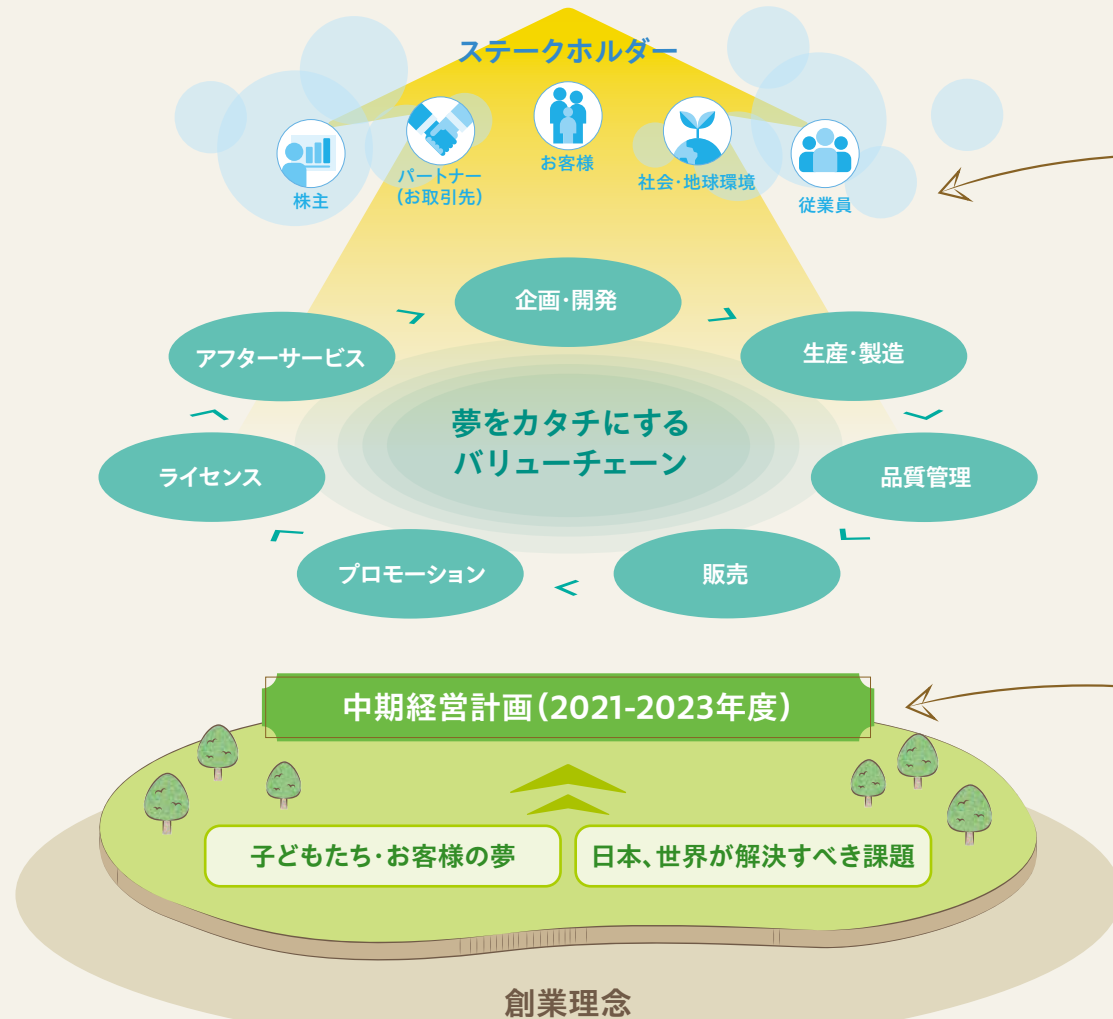 ステークホルダー
株主
パートナー
(お取引先)
お客様
社会・地球環境
従業員
企画・開発
アフターサービス
生産・製造
夢をカタチにする
バリューチェーン
ライセンス
品質管理
プロモーション
販売
中期経営計画(2021-2023年度)
子どもたち・お客様の夢
日本、世界が解決すべき課題
創業理念